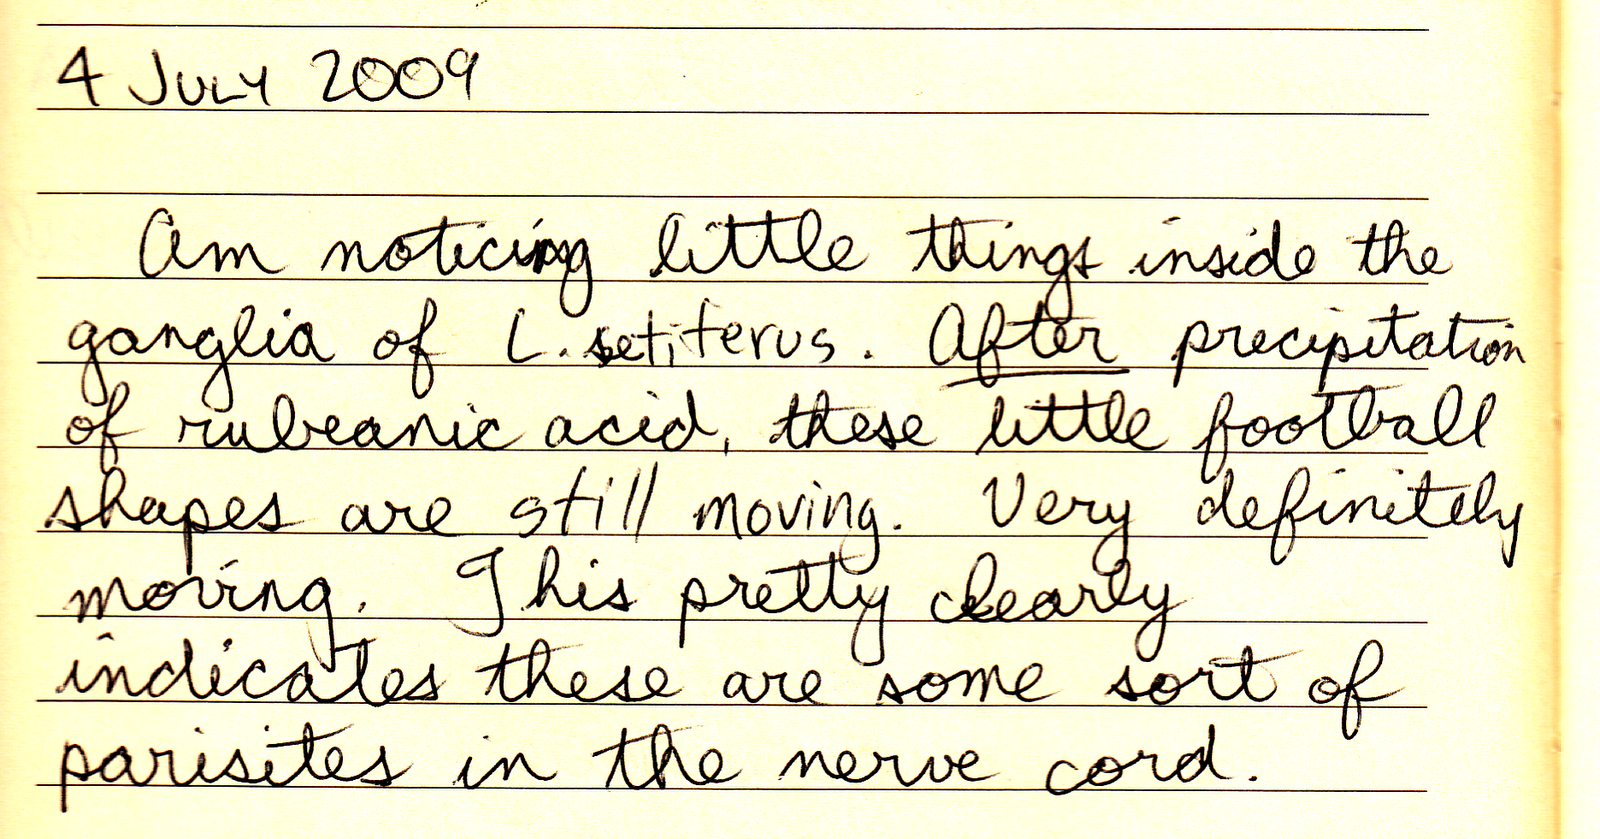 4 July 2009
Am noticing little things inside the
ganglia of L. setiferus. After precipitation
of rubeanic acid, these little football
shapes are still moving. Very definitely
moving. This pretty clearly
indicates these are some sort of
parisites in the nerve cord.